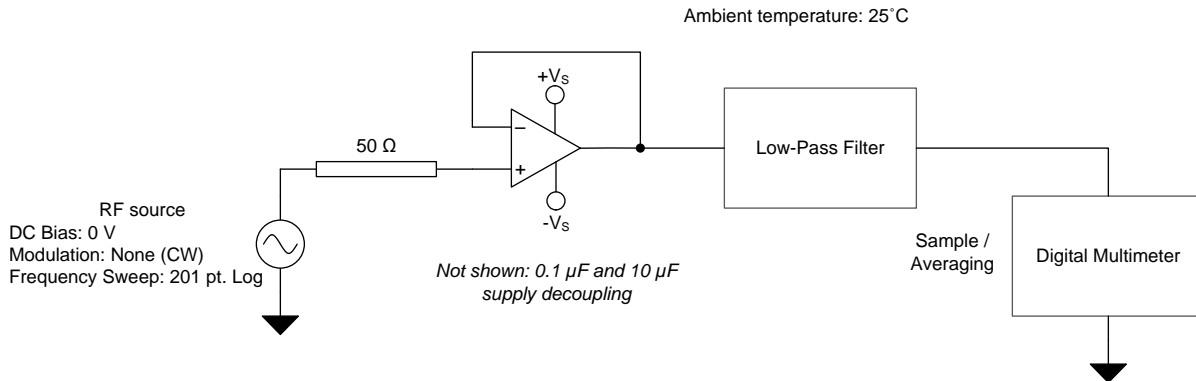 Ambient temperature: 25˚C
+VS
50 Ω
−
+
-VS
Low-Pass Filter
RF source
DC Bias: 0 V
Modulation: None (CW)
Frequency Sweep: 201 pt. Log
Not shown: 0.1 µF and 10 µF
supply decoupling
Sample /
Averaging
Digital Multimeter